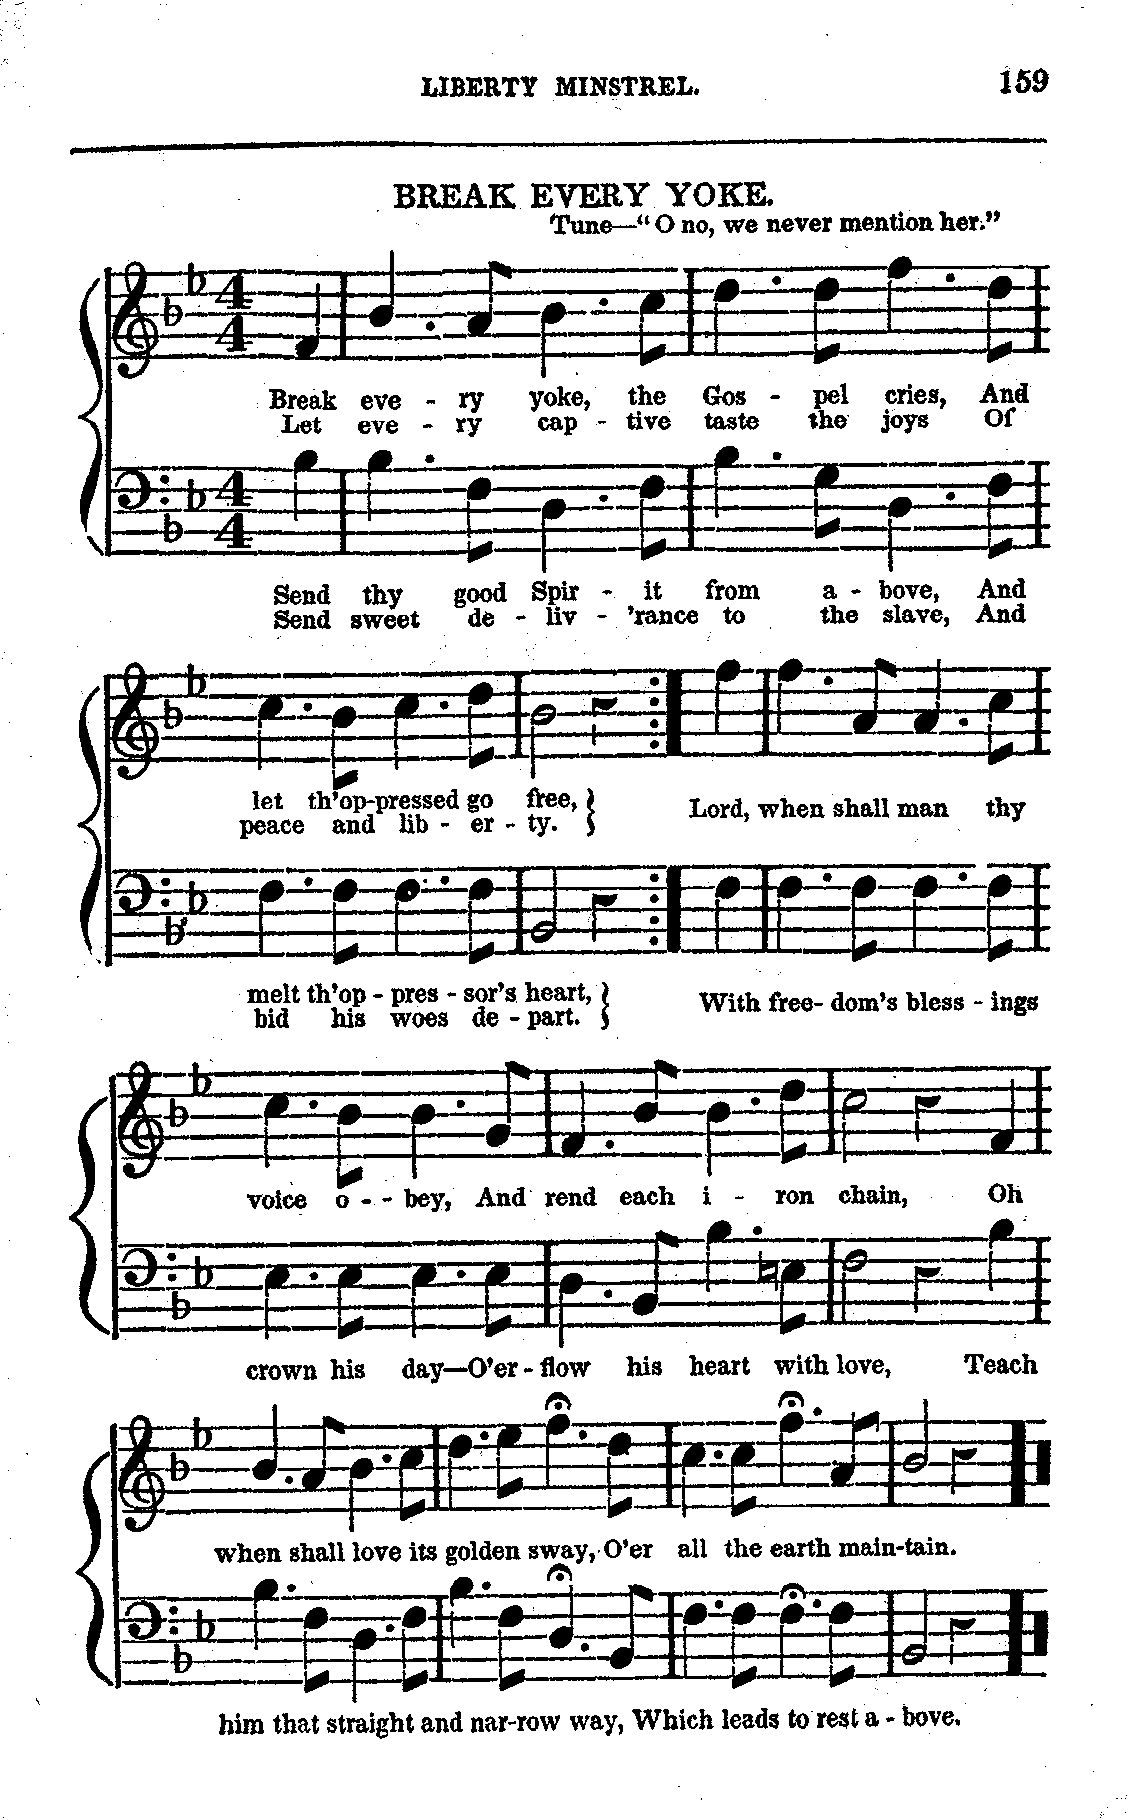 LIBERTY MINSTREL. 159
BREAK EVERY YOKE.
Tune—“O no, we never mention her.”
4
4
Break eve - ry yoke, the Gos - pel cries, And
Let eve - ry cap - tive taste the joys Of
4
4
Send thy good Spir - it from a - bove, And
Send sweet de - liv - 'rance to the slave, And
let th'op-pressed go free, }
peace and lib - er - ty. }
Lord, when shall man thy
melt th'op - pres - sor's heart, }
bid his woes de - part. }
With free- dom's bless - ings
voice o - - bey, And rend each i - ron chain, Oh
crown his day—O'er - flow his heart with love, Teach
when shall love its golden sway, O'er all the earth main-tain.
him that straight and nar-row way, Which leads to rest a - bove.